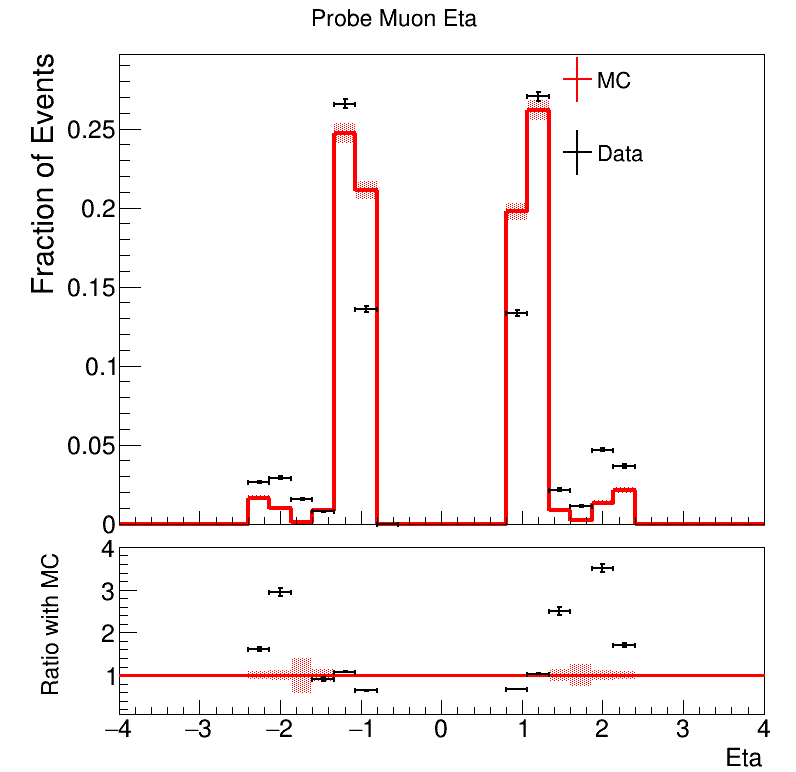 Probe Muon Eta
Fraction of Events
0.25
0.2
0.15
0.1
0.05
0
MC
Data
Ratio with MC
4
3
2
1
−4 −3 −2 −1 0 1 2 3 4
Eta